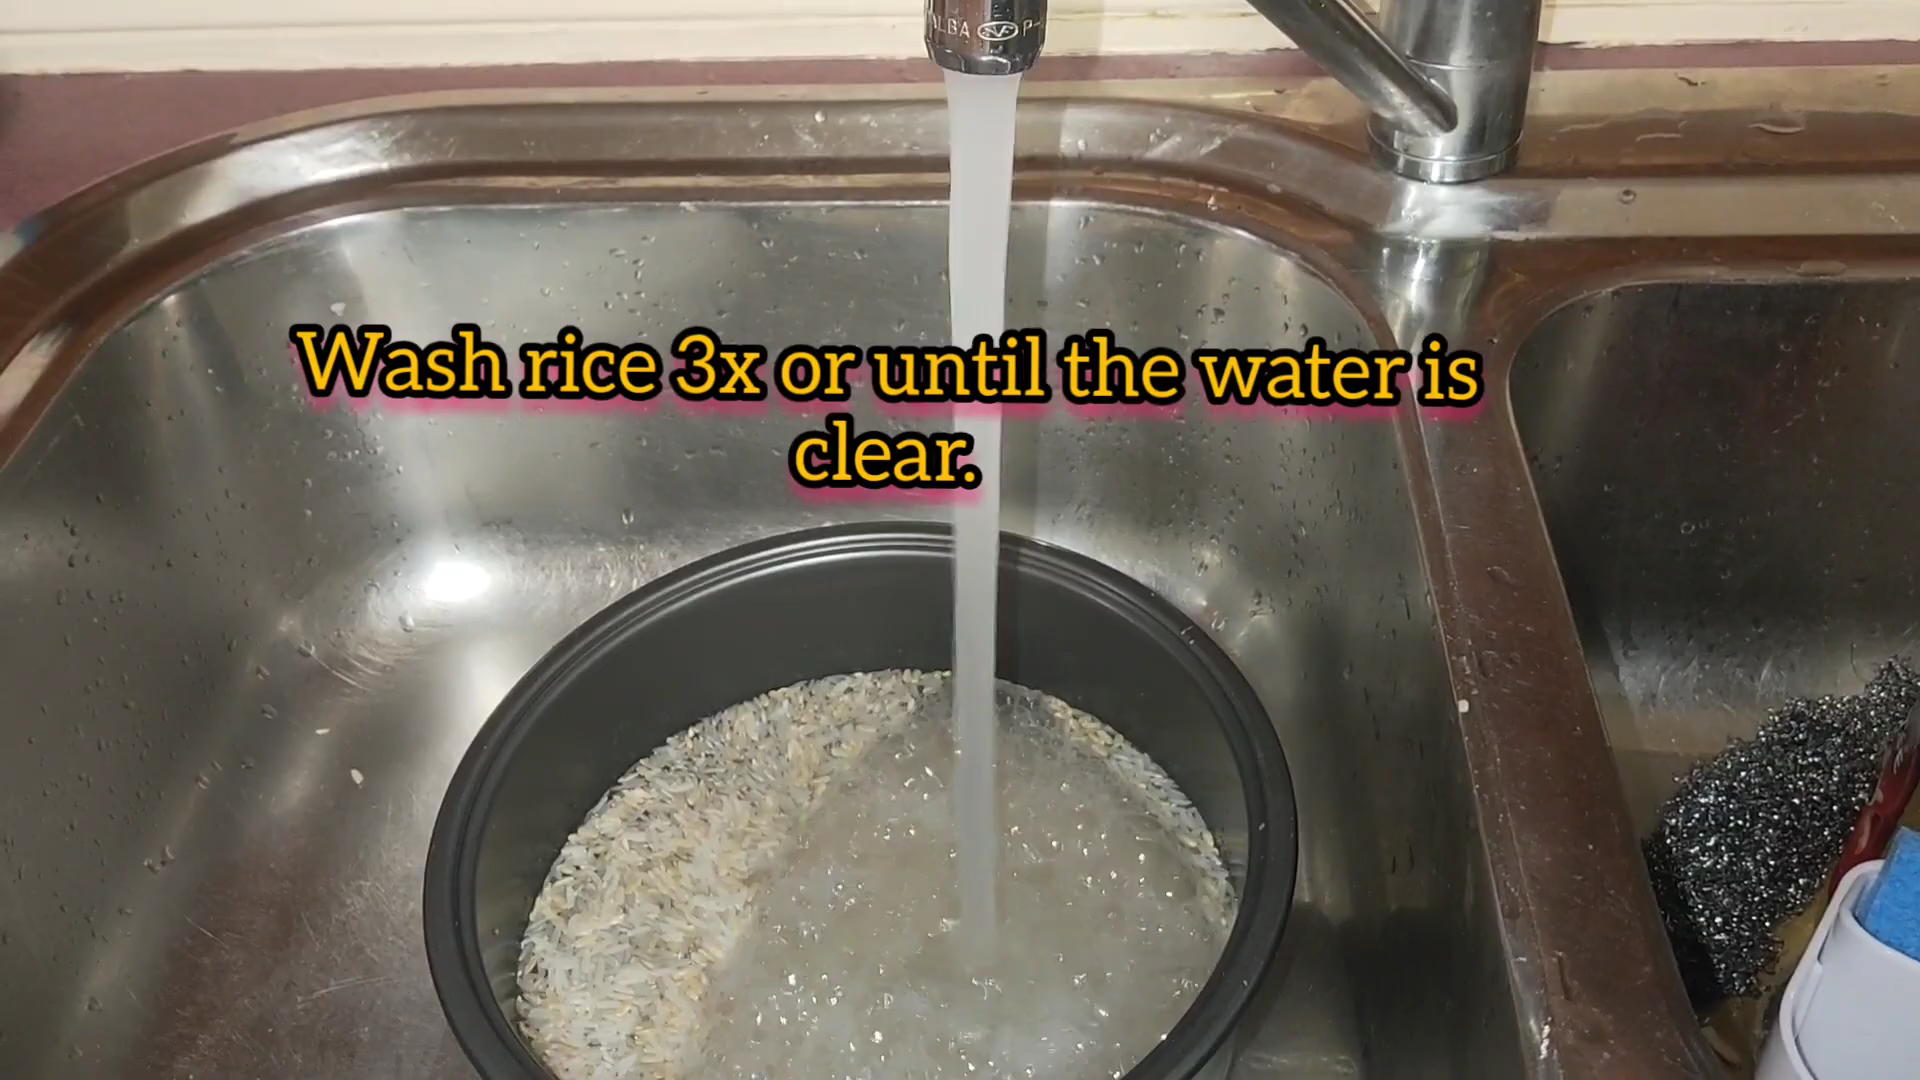 Wash rice 3x or until the water is
clear.